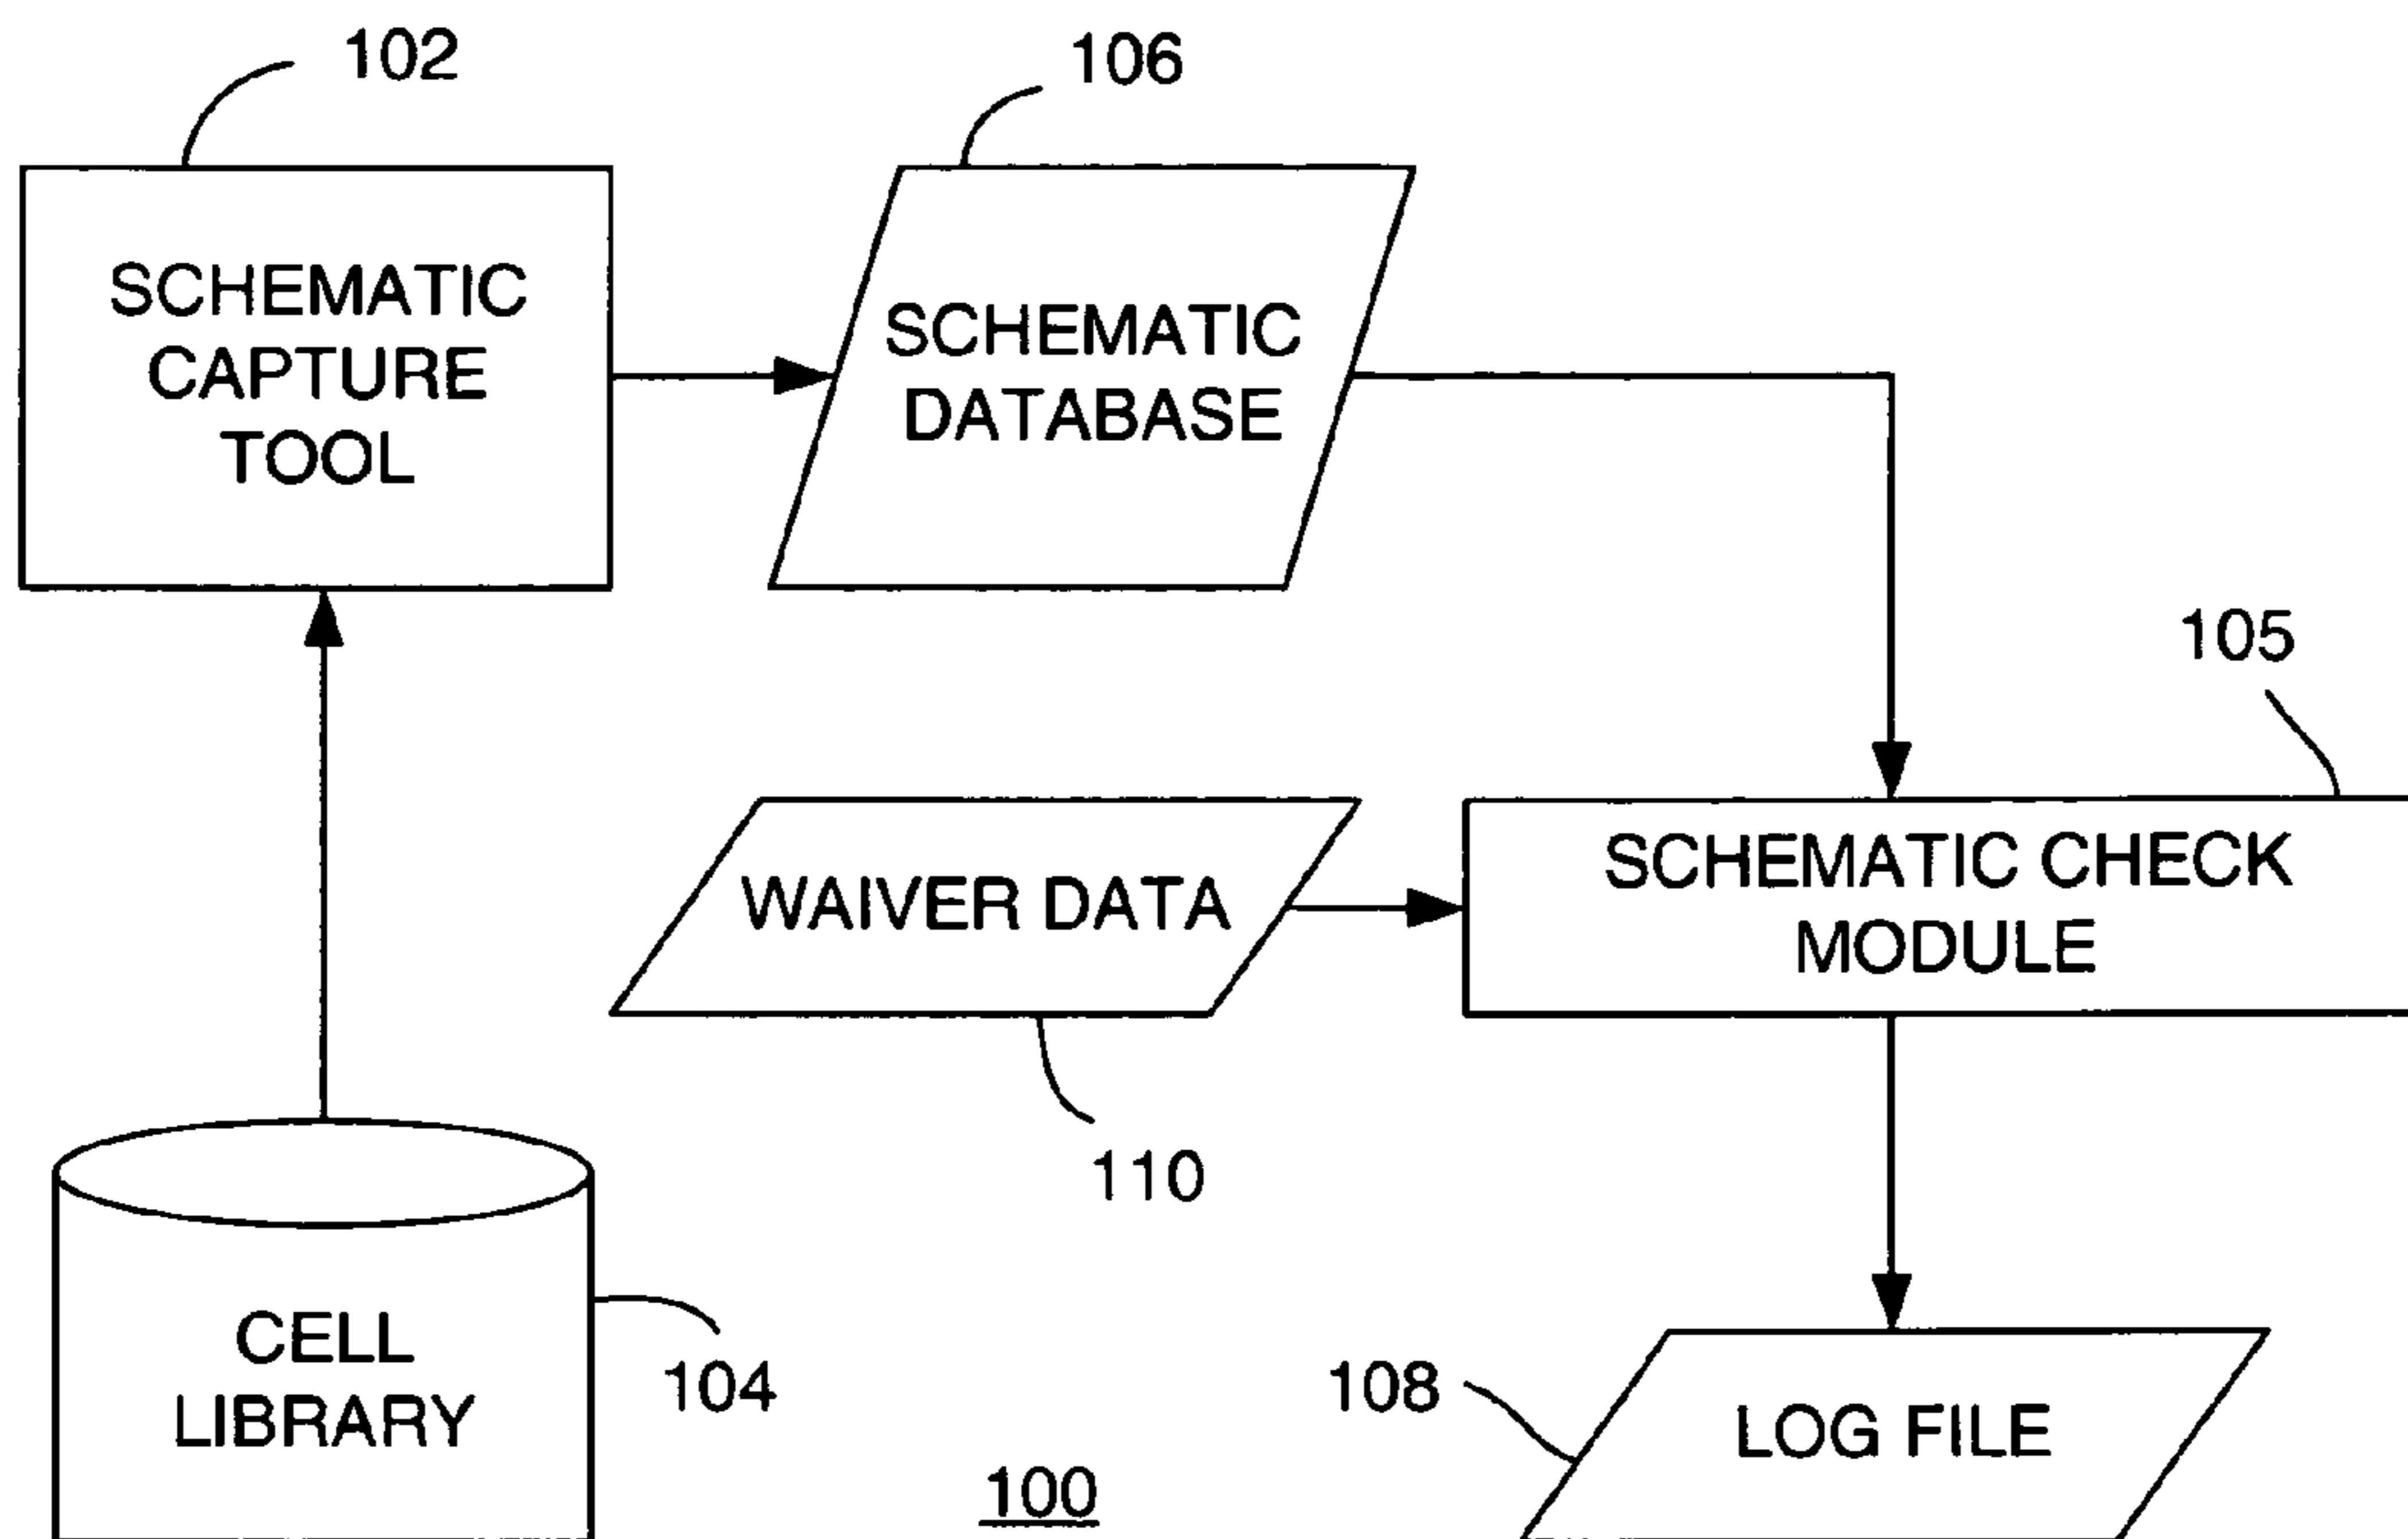 102
106
SCHEMATIC
CAPTURE
TOOL
SCHEMATIC
DATABASE
105
WAIVER DATA
SCHEMATIC CHECK
MODULE
110
CELL
LIBRARY
104
108
LOG FILE
100